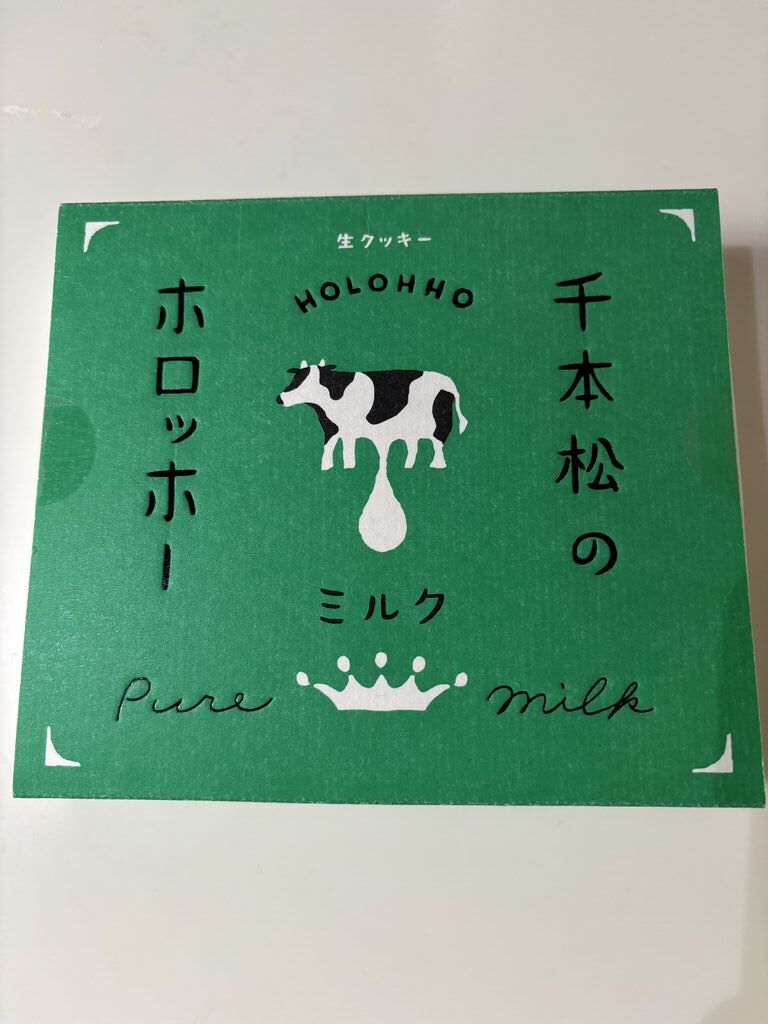 生クッキー
HOLOHHO
千本松の
ホロッホー
ミルク
Pure milk